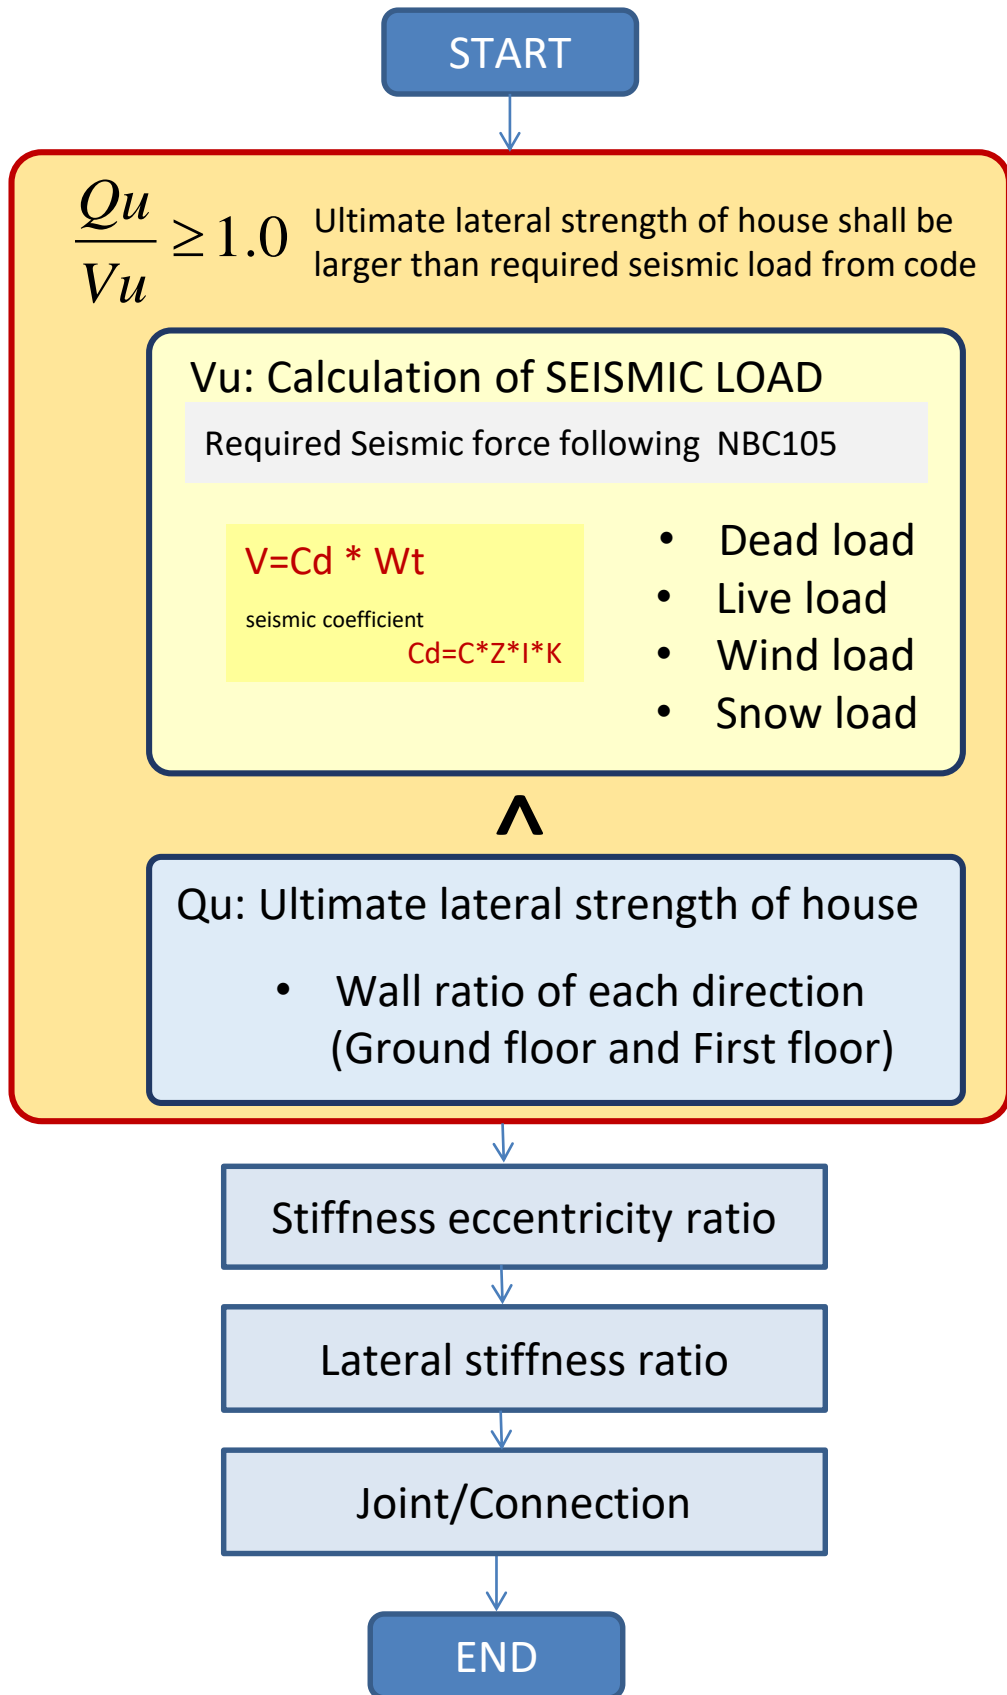 START
Qu
Vu
≥ 1.0
Ultimate lateral strength of house shall be
larger than required seismic load from code
Vu: Calculation of SEISMIC LOAD
Required Seismic force following NBC105
V=Cd * Wt
seismic coefficient
Cd=C*Z*I*K
• Dead load
• Live load
• Wind load
• Snow load
∧
Qu: Ultimate lateral strength of house
• Wall ratio of each direction
(Ground floor and First floor)
Stiffness eccentricity ratio
Lateral stiffness ratio
Joint/Connection
END